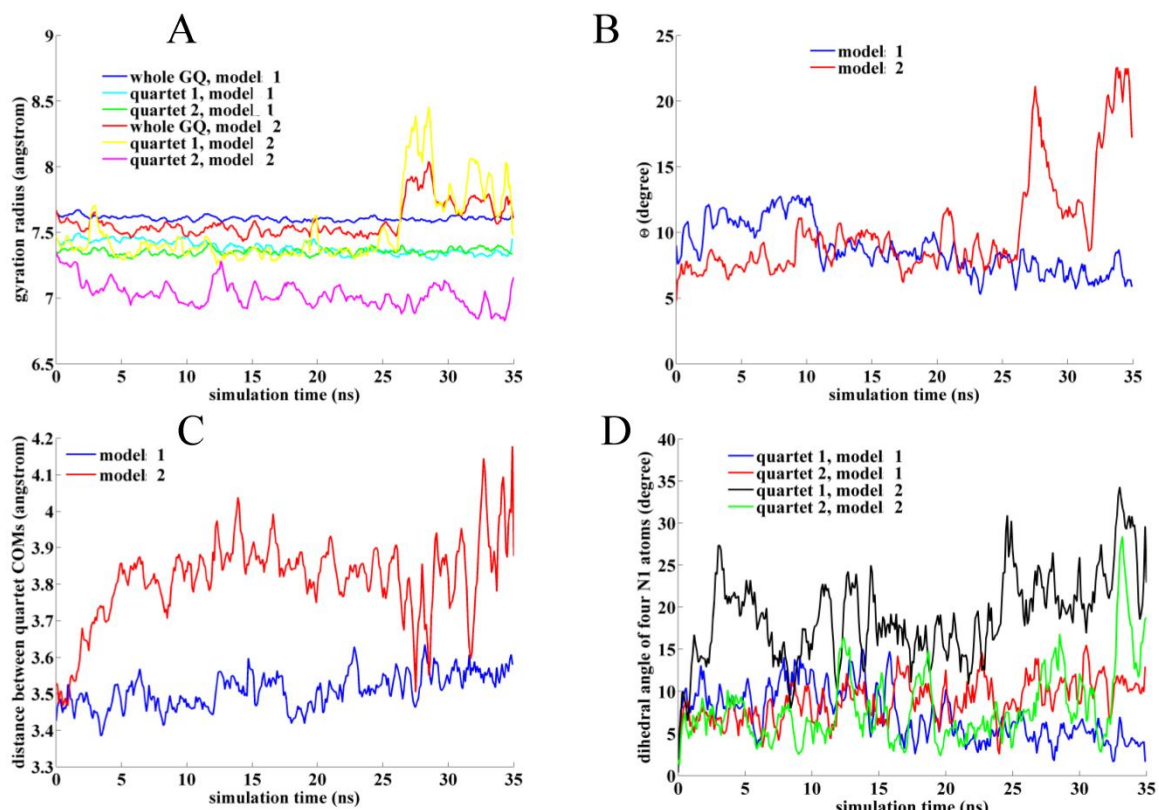 A
9
8.5
8
7.5
7
6.5
gyration radius (angstrom)
whole GQ, model 1
quartet 1, model 1
quartet 2, model 1
whole GQ, model 2
quartet 1, model 2
quartet 2, model 2
0 5 10 15 20 25 30 35
simulation time (ns)
B
25
20
15
10
5
0
Θ (degree)
model 1
model 2
0 5 10 15 20 25 30 35
simulation time (ns)
C
4.2
4.1
4
3.9
3.8
3.7
3.6
3.5
3.4
3.3
distance between quartet COMs (angstrom)
model 1
model 2
0 5 10 15 20 25 30 35
simulation time (ns)
D
40
35
30
25
20
15
10
5
0
dihedral angle of four N1 atoms (degree)
quartet 1, model 1
quartet 2, model 1
quartet 1, model 2
quartet 2, model 2
0 5 10 15 20 25 30 35
simulation time (ns)